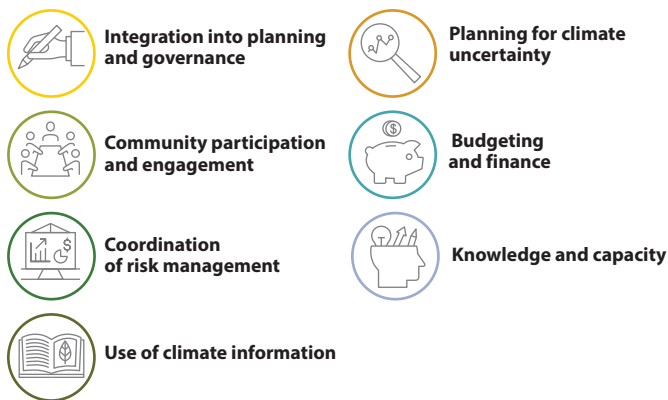 Integration into planning
and governance
Planning for climate
uncertainty
Community participation
and engagement
$
Budgeting
and finance
$
Coordination
of risk management
Knowledge and capacity
Use of climate information